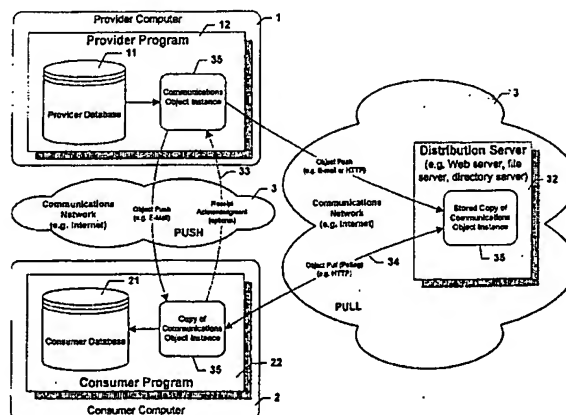 Provider Computer
1
Provider Program
12
11
35
Provider Database
Communications
Object Instance
3
Distribution Server
(e.g. Web server, file
server, directory server)
32
Object Push
(e.g. E-mail or HTTP)
33
3
Communications
Network
(e.g. Internet)
Object Push
(e.g. E-Mail)
Receipt
Acknowledgment
(optional)
PUSH
Communications
Network
(e.g. Internet)
Stored Copy of
Communications
Object Instance
35
Object Pull (Polling)
(e.g. HTTP)
34
PULL
21
Consumer Database
Copy of
Communications
Object Instance
35
22
Consumer Program
2
Consumer Computer